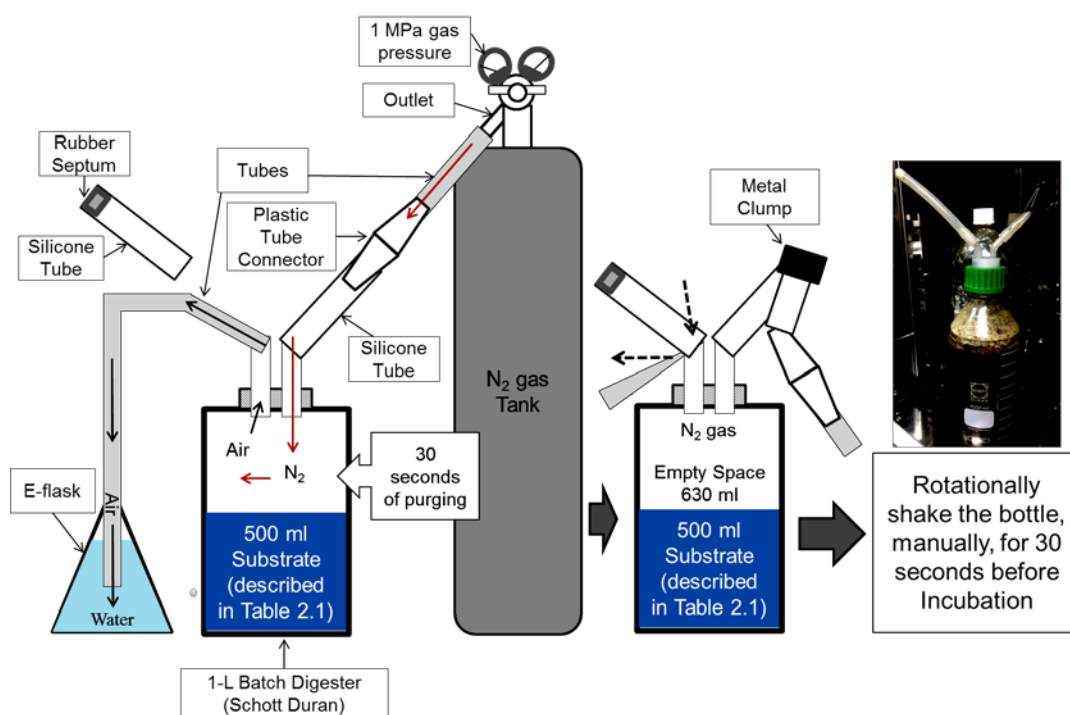 1 MPa gas
pressure
Outlet
Rubber
Septum
Tubes
Silicone
Tube
Plastic
Tube
Connector
Metal
Clump
Silicone
Tube
N₂ gas
Tank
Air
N₂
30
seconds
of purging
E-flask
Air
Water
500 ml
Substrate
(described
in Table 2.1)
1-L Batch Digester
(Schott Duran)
N₂ gas
Empty Space
630 ml
500 ml
Substrate
(described
in Table 2.1)
Rotationally
shake the bottle,
manually, for 30
seconds before
Incubation